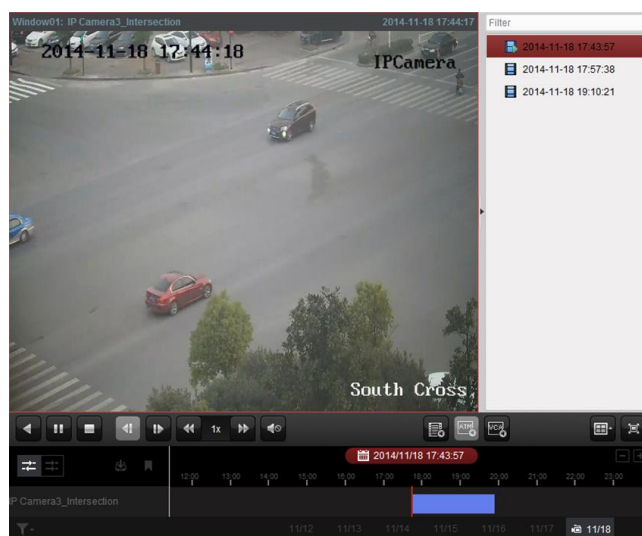 Window01: IP Camera3_Intersection 2014-11-18 17:44:17
Filter
2014-11-18 17:44:18
IPCamera
2014-11-18 17:43:57
2014-11-18 17:57:38
2014-11-18 19:10:21
South Cross
1x
ATM
VCA
2014/11/18 17:43:57
12:00 13:00 14:00 15:00 16:00 17:00 18:00 19:00 20:00 21:00 22:00 23:00
IP Camera3_Intersection
11/12 11/13 11/14 11/15 11/16 11/17 11/18